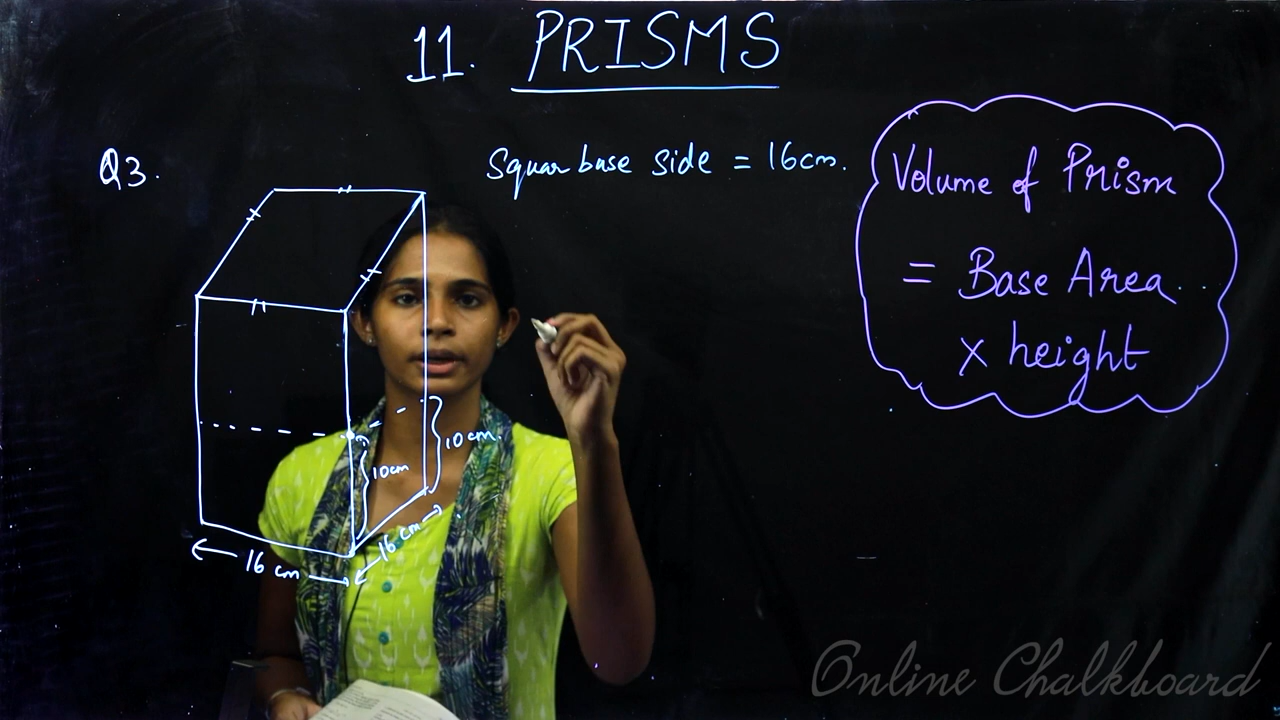 11. PRISMS
Q3.
Squar base side = 16cm.
Volume of Prism
= Base Area
x height
10cm
10cm
16 cm
16 cm
Online Chalkboard